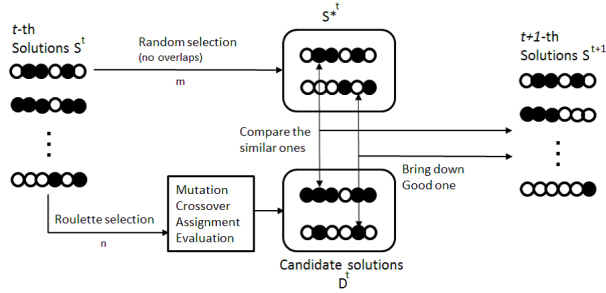 t-th
Solutions S^t
Random selection
(no overlaps)
m
S*^t
t+1-th
Solutions S^t+1
Compare the
similar ones
Bring down
Good one
Roulette selection
n
Mutation
Crossover
Assignment
Evaluation
Candidate solutions
D^t